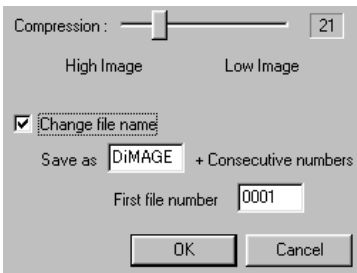 Compression : 21
High Image Low Image
Change file name
Save as DiMAGE + Consecutive numbers
First file number 0001
OK Cancel